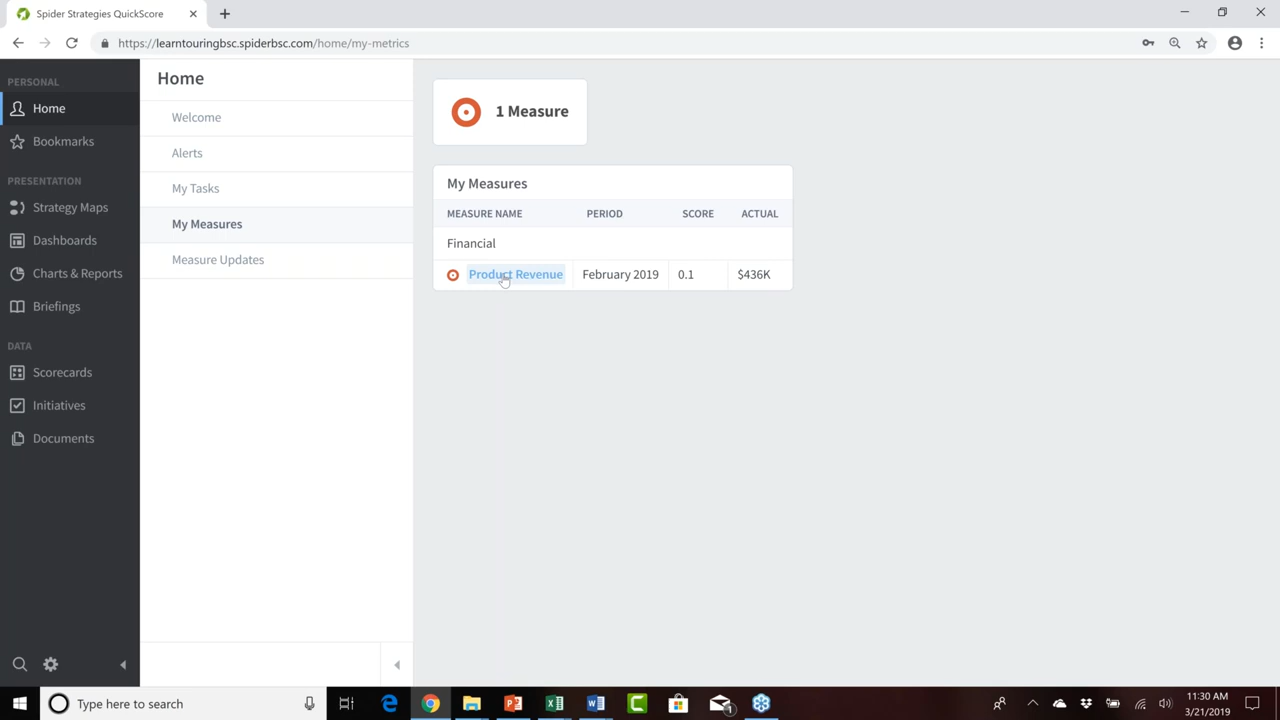 Spider Strategies QuickScore
https://learntouringbsc.spiderbsc.com/home/my-metrics
PERSONAL
Home
Bookmarks
PRESENTATION
Strategy Maps
Dashboards
Charts & Reports
Briefings
DATA
Scorecards
Initiatives
Documents
Home
Welcome
Alerts
My Tasks
My Measures
Measure Updates
1 Measure
My Measures
MEASURE NAME PERIOD SCORE ACTUAL
Financial
Product Revenue February 2019 0.1 $436K
Type here to search
1
11:30 AM
3/21/2019